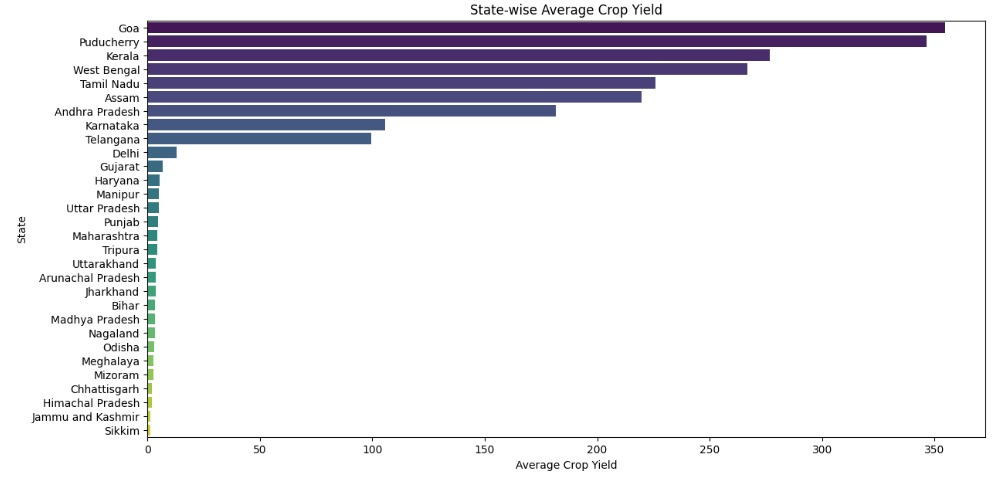 State-wise Average Crop Yield
Goa
Puducherry
Kerala
West Bengal
Tamil Nadu
Assam
Andhra Pradesh
Karnataka
Telangana
Delhi
Gujarat
Haryana
Manipur
Uttar Pradesh
Punjab
Maharashtra
Tripura
Uttarakhand
Arunachal Pradesh
Jharkhand
Bihar
Madhya Pradesh
Nagaland
Odisha
Meghalaya
Mizoram
Chhattisgarh
Himachal Pradesh
Jammu and Kashmir
Sikkim
State
0 50 100 150 200 250 300 350
Average Crop Yield